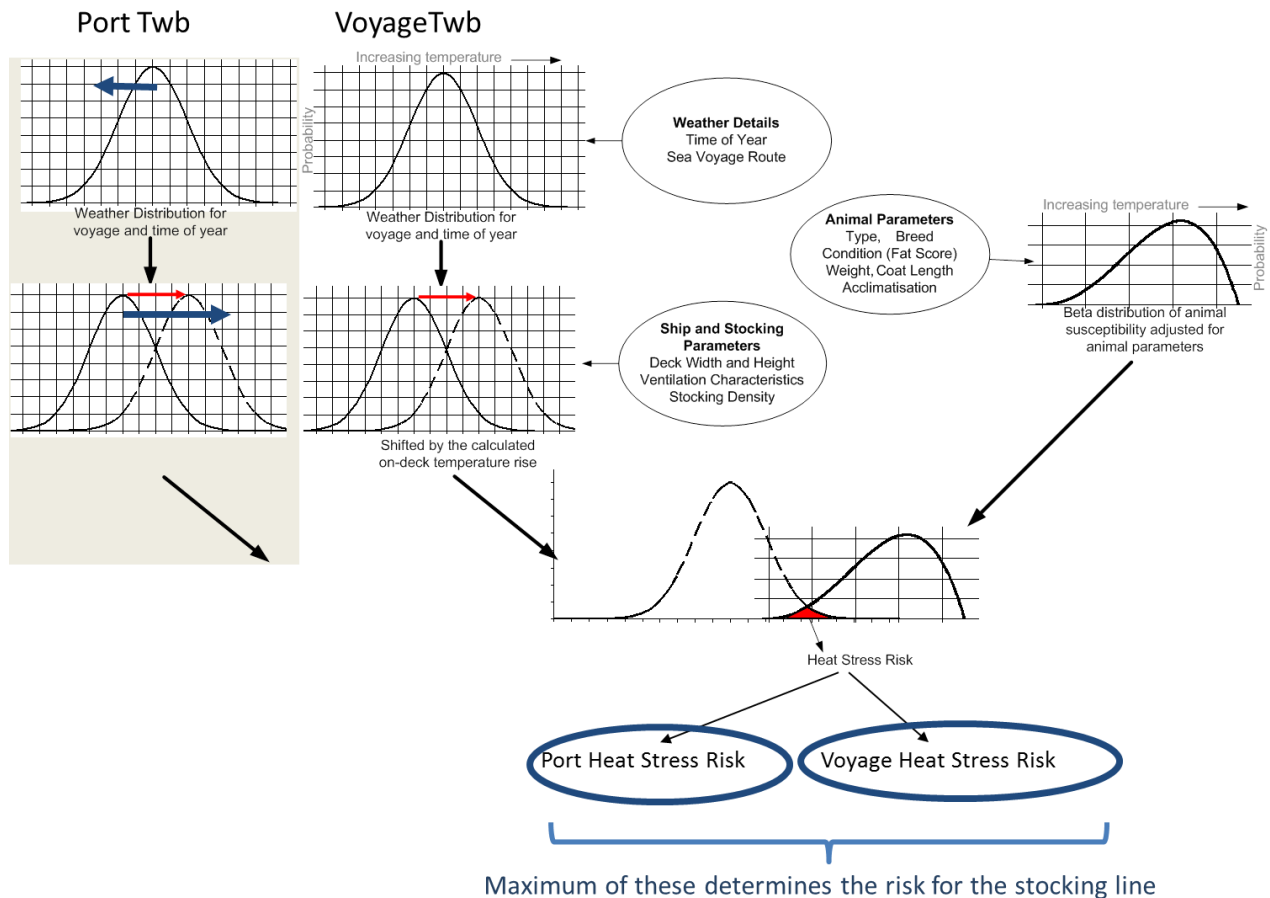 Port Twb
VoyageTwb
Increasing temperature
Probability
Weather Distribution for
voyage and time of year
Weather Distribution for
voyage and time of year
Weather Details
Time of Year
Sea Voyage Route
Animal Parameters
Type, Breed
Condition (Fat Score)
Weight, Coat Length
Acclimatisation
Increasing temperature
Probability
Beta distribution of animal
susceptibility adjusted for
animal parameters
Ship and Stocking
Parameters
Deck Width and Height
Ventilation Characteristics
Stocking Density
Shifted by the calculated
on-deck temperature rise
Heat Stress Risk
Port Heat Stress Risk
Voyage Heat Stress Risk
Maximum of these determines the risk for the stocking line